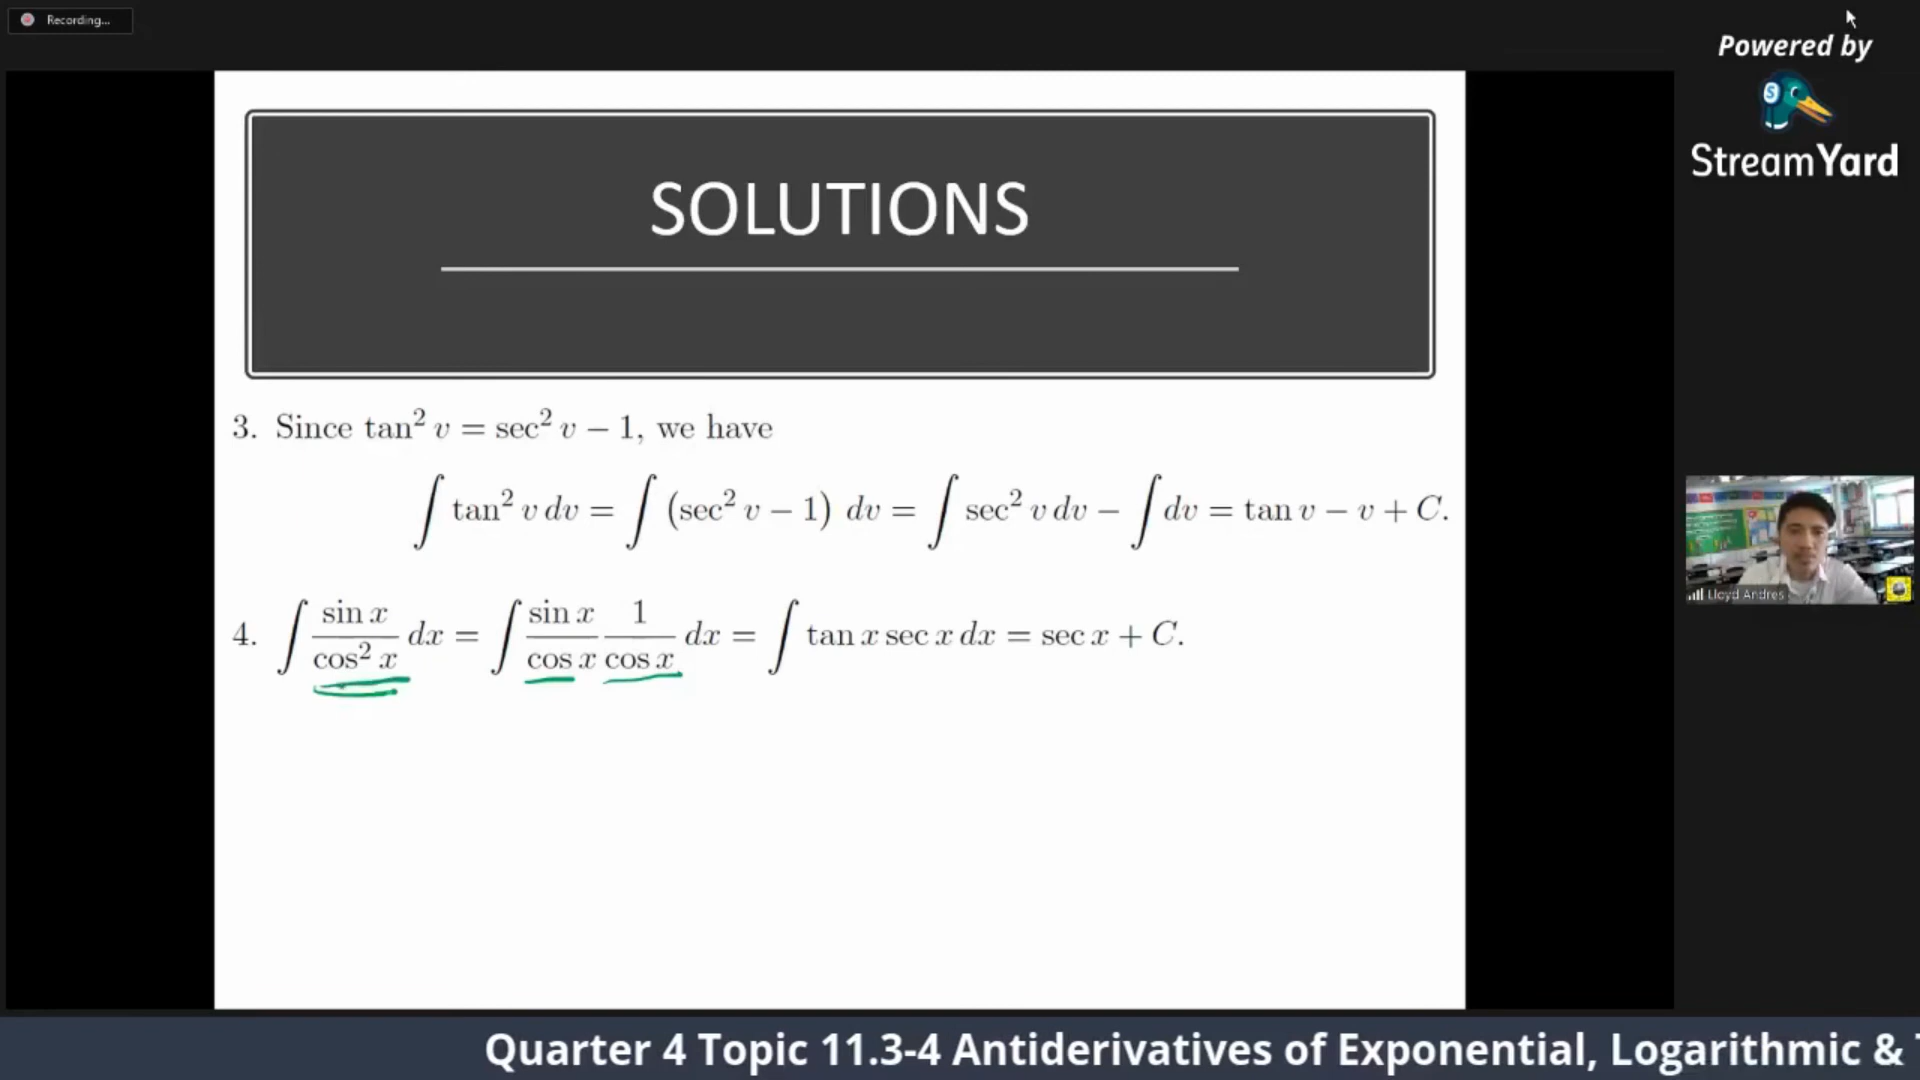 Recording...
Powered by
StreamYard
SOLUTIONS
3. Since tan² v = sec² v − 1, we have
∫ tan² v dv = ∫ (sec² v − 1) dv = ∫ sec² v dv − ∫ dv = tan v − v + C.
4. ∫ sin x / cos² x dx = ∫ sin x / cos x 1 / cos x dx = ∫ tan x sec x dx = sec x + C.
Lloyd Andres
Quarter 4 Topic 11.3-4 Antiderivatives of Exponential, Logarithmic &